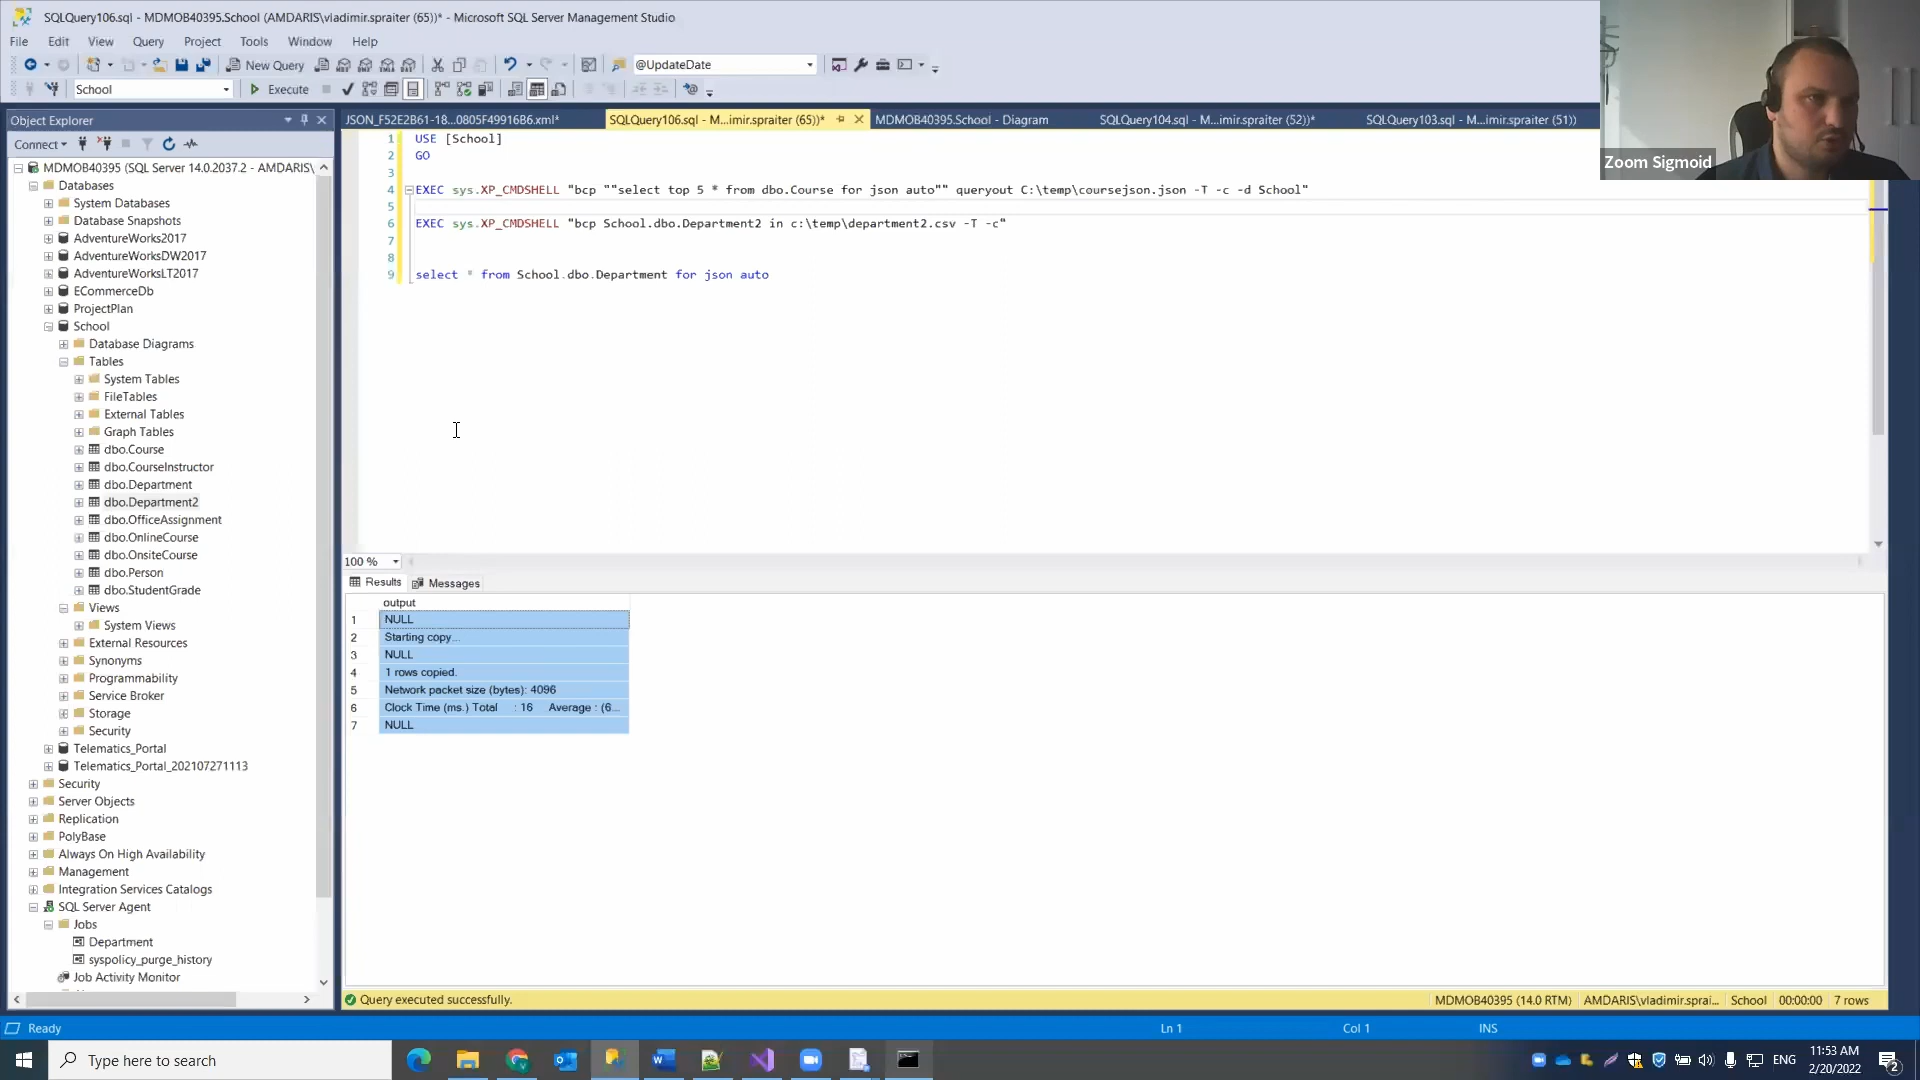 SQLQuery106.sql - MDMOB40395.School (AMDARIS\vladimir.spraiter (65))* - Microsoft SQL Server Management Studio
File Edit View Query Project Tools Window Help
New Query @UpdateDate
School Execute
Object Explorer
Connect
MDMOB40395 (SQL Server 14.0.2037.2 - AMDARIS\
Databases
System Databases
Database Snapshots
AdventureWorks2017
AdventureWorksDW2017
AdventureWorksLT2017
ECommerceDb
ProjectPlan
School
Database Diagrams
Tables
System Tables
FileTables
External Tables
Graph Tables
dbo.Course
dbo.CourseInstructor
dbo.Department
dbo.Department2
dbo.OfficeAssignment
dbo.OnlineCourse
dbo.OnsiteCourse
dbo.Person
dbo.StudentGrade
Views
System Views
External Resources
Synonyms
Programmability
Service Broker
Storage
Security
Telematics_Portal
Telematics_Portal_202107271113
Security
Server Objects
Replication
PolyBase
Always On High Availability
Management
Integration Services Catalogs
SQL Server Agent
Jobs
Department
syspolicy_purge_history
Job Activity Monitor
JSON_F52E2B61-18...0805F49916B6.xml* SQLQuery106.sql - M...imir.spraiter (65))* MDMOB40395.School - Diagram SQLQuery104.sql - M...imir.spraiter (52))* SQLQuery103.sql - M...imir.spraiter (51))
1 USE [School]
2 GO
3
4 EXEC sys.XP_CMDSHELL "bcp ""select top 5 * from dbo.Course for json auto"" queryout C:\temp\coursejson.json -T -c -d School"
5
6 EXEC sys.XP_CMDSHELL "bcp School.dbo.Department2 in c:\temp\department2.csv -T -c"
7
8
9 select * from School.dbo.Department for json auto
100 %
Results Messages
output
1 NULL
2 Starting copy...
3 NULL
4 1 rows copied.
5 Network packet size (bytes): 4096
6 Clock Time (ms.) Total : 16 Average : (6...
7 NULL
Query executed successfully. MDMOB40395 (14.0 RTM) AMDARIS\vladimir.sprai... School 00:00:00 7 rows
Ready Ln 1 Col 1 INS
Type here to search
ENG
11:53 AM
2/20/2022
2
Zoom Sigmoid